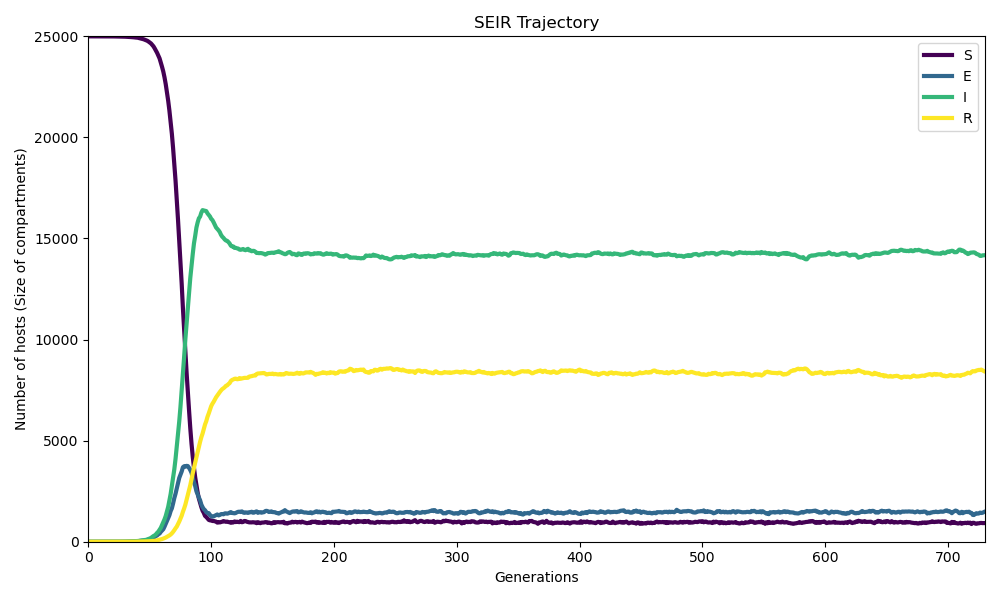 SEIR Trajectory
25000
20000
15000
10000
5000
0
Number of hosts (Size of compartments)
S
E
I
R
0 100 200 300 400 500 600 700
Generations